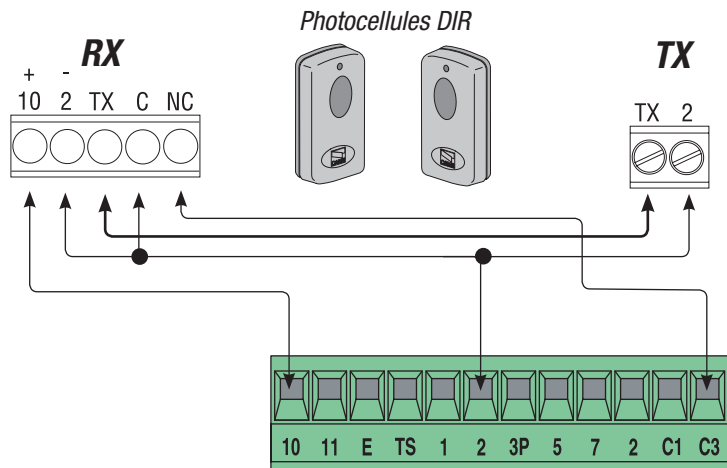 Photocellules DIR
RX
TX
+ -
10 2 TX C NC
TX 2
10 11 E TS 1 2 3P 5 7 2 C1 C3